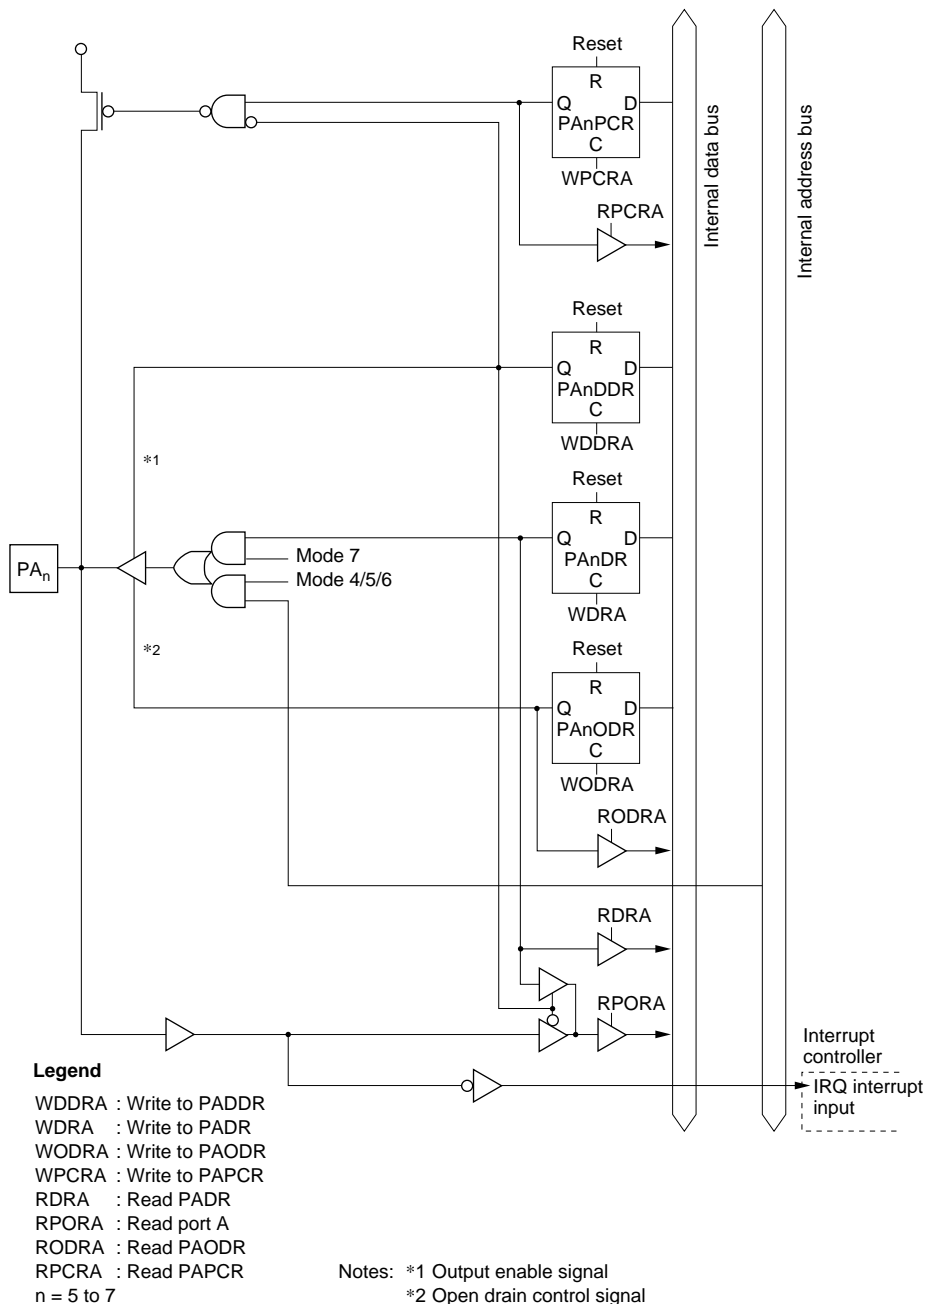 Reset
R
Q D
PAnPCR
C
WPCRA
RPCRA
Internal data bus
Internal address bus
Reset
R
Q D
PAnDDR
C
WDDRA
*1
Reset
R
Q D
PAnDR
C
WDRA
Mode 7
Mode 4/5/6
PAn
*2
Reset
R
Q D
PAnODR
C
WODRA
RODRA
RDRA
RPORA
Interrupt
controller
IRQ interrupt
input
Legend
WDDRA : Write to PADDR
WDRA : Write to PADR
WODRA : Write to PAODR
WPCRA : Write to PAPCR
RDRA : Read PADR
RPORA : Read port A
RODRA : Read PAODR
RPCRA : Read PAPCR
n = 5 to 7
Notes: *1 Output enable signal
*2 Open drain control signal